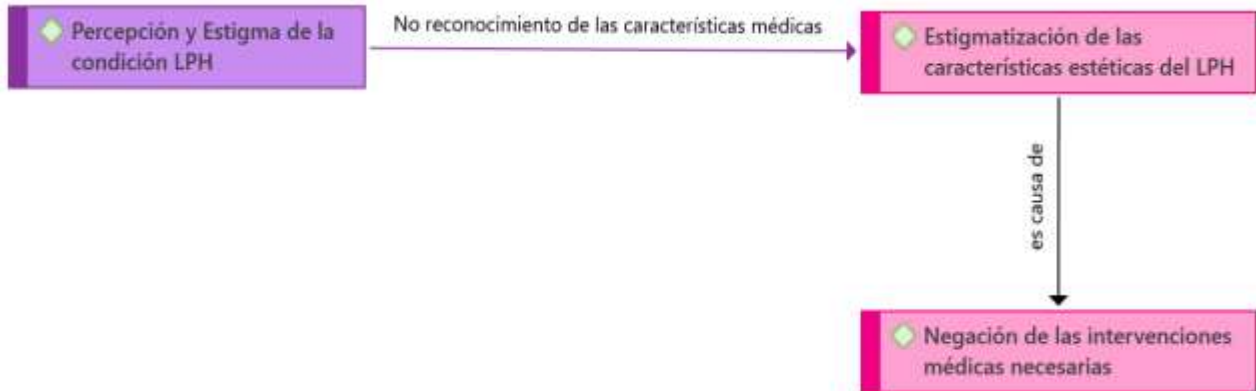 Percepción y Estigma de la
condición LPH
No reconocimiento de las características médicas
Estigmatización de las
características estéticas del LPH
es causa de
Negación de las intervenciones
médicas necesarias